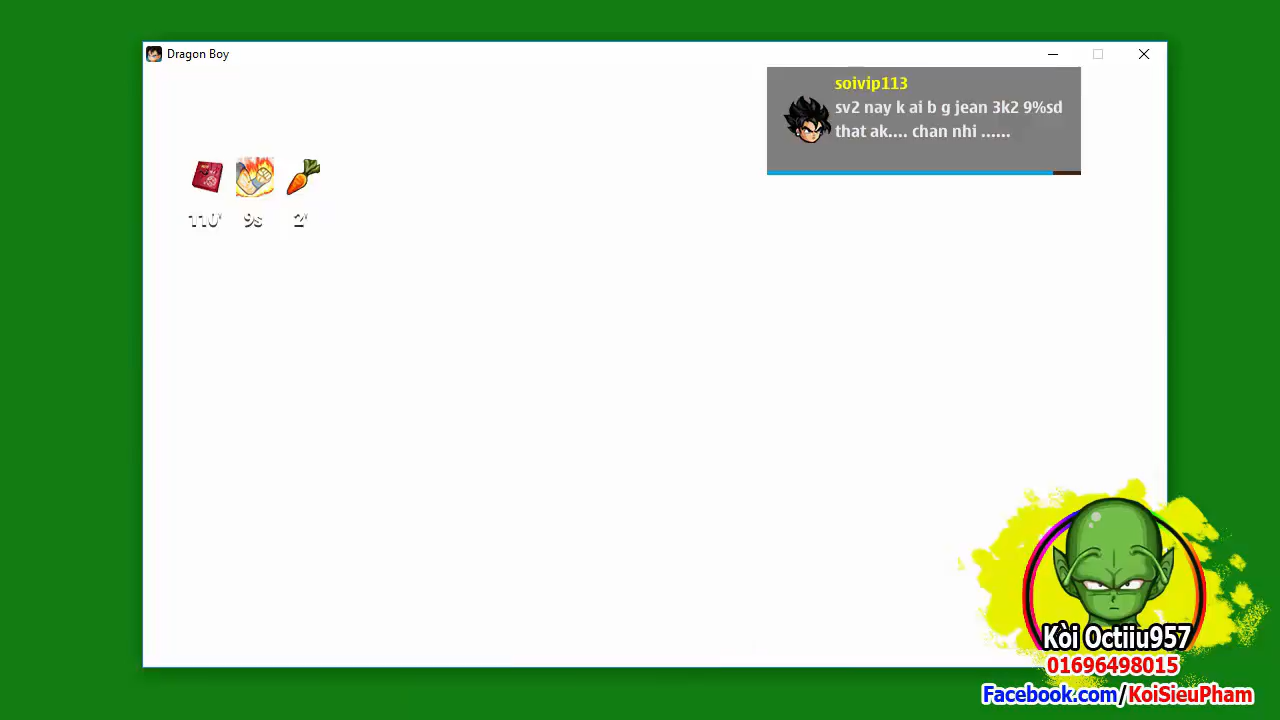 Dragon Boy
soivip113
sv2 nay k ai b g jean 3k2 9%sd
that ak.... chan nhi ......
110' 9s 2'
Kòi Octiiu957
01696498015
Facebook.com/KoiSieuPham